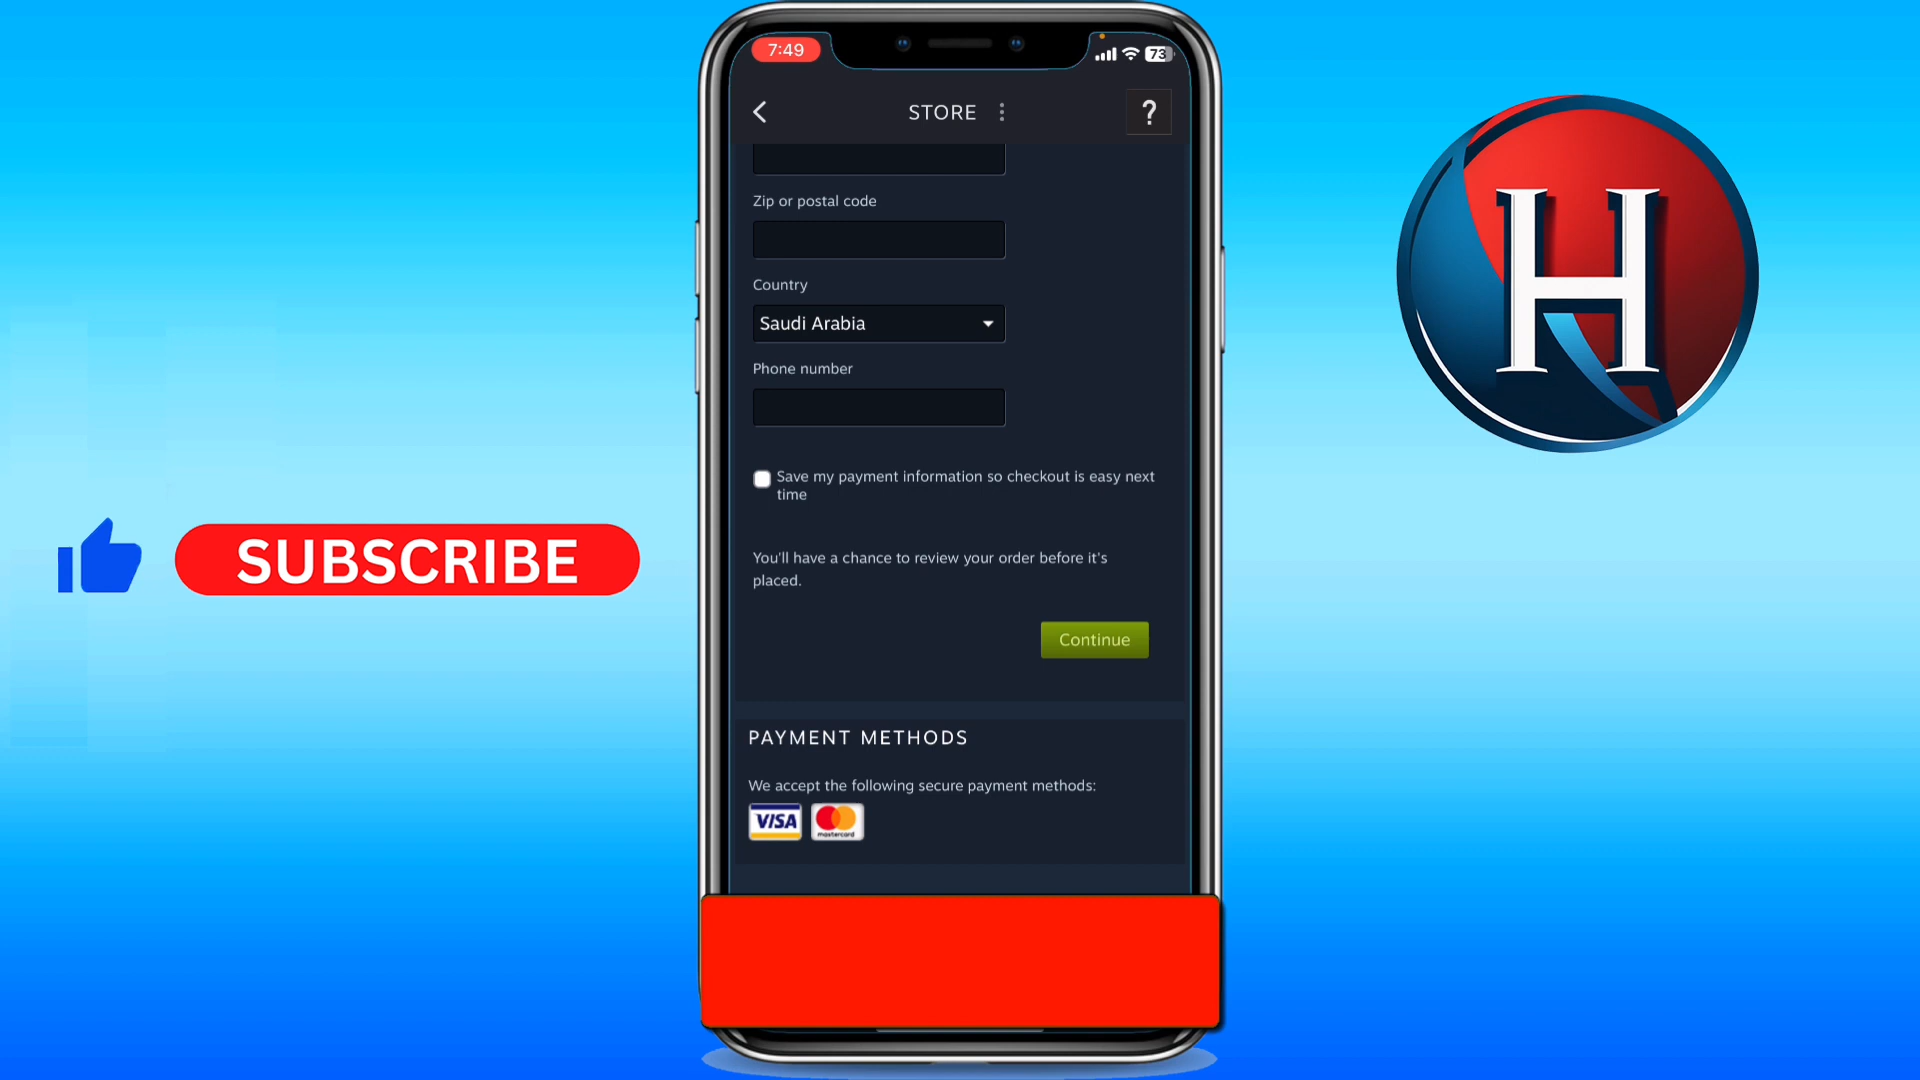 7:49
73
STORE
?
Zip or postal code
Country
Saudi Arabia
Phone number
Save my payment information so checkout is easy next
time
You'll have a chance to review your order before it's
placed.
Continue
PAYMENT METHODS
We accept the following secure payment methods:
VISA
mastercard
SUBSCRIBE
H